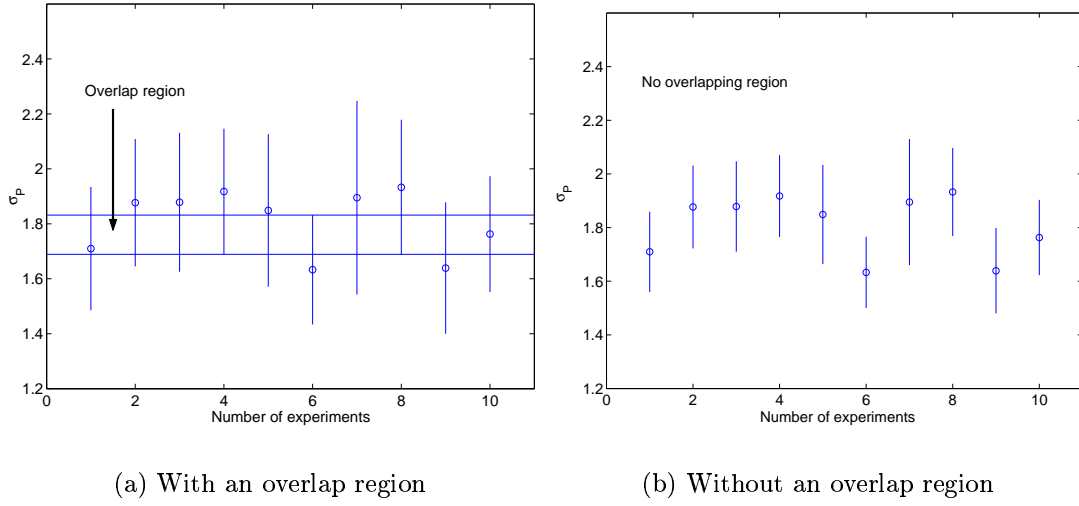 2.4
2.2
2
1.8
1.6
1.4
1.2
σP
Overlap region
0 2 4 6 8 10
Number of experiments
(a) With an overlap region
2.4
2.2
2
1.8
1.6
1.4
1.2
σP
No overlapping region
0 2 4 6 8 10
Number of experiments
(b) Without an overlap region